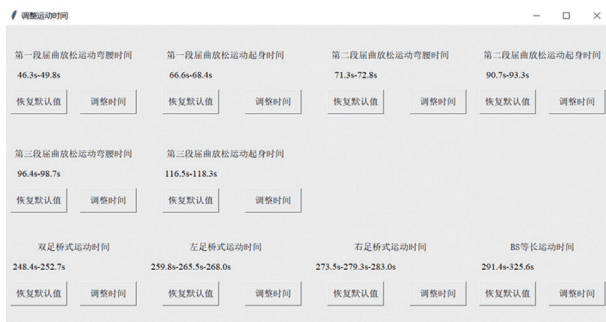 调整运动时间
第一段屈曲放松运动弯腰时间 第一段屈曲放松运动起身时间 第二段屈曲放松运动弯腰时间 第二段屈曲放松运动起身时间
46.3s-49.8s 66.6s-68.4s 71.3s-72.8s 90.7s-93.3s
恢复默认值 调整时间 恢复默认值 调整时间 恢复默认值 调整时间 恢复默认值 调整时间
第三段屈曲放松运动弯腰时间 第三段屈曲放松运动起身时间
96.4s-98.7s 116.5s-118.3s
恢复默认值 调整时间 恢复默认值 调整时间
双足桥式运动时间 左足桥式运动时间 右足桥式运动时间 BS等长运动时间
248.4s-252.7s 259.8s-265.5s-268.0s 273.5s-279.3s-283.0s 291.4s-325.6s
恢复默认值 调整时间 恢复默认值 调整时间 恢复默认值 调整时间 恢复默认值 调整时间